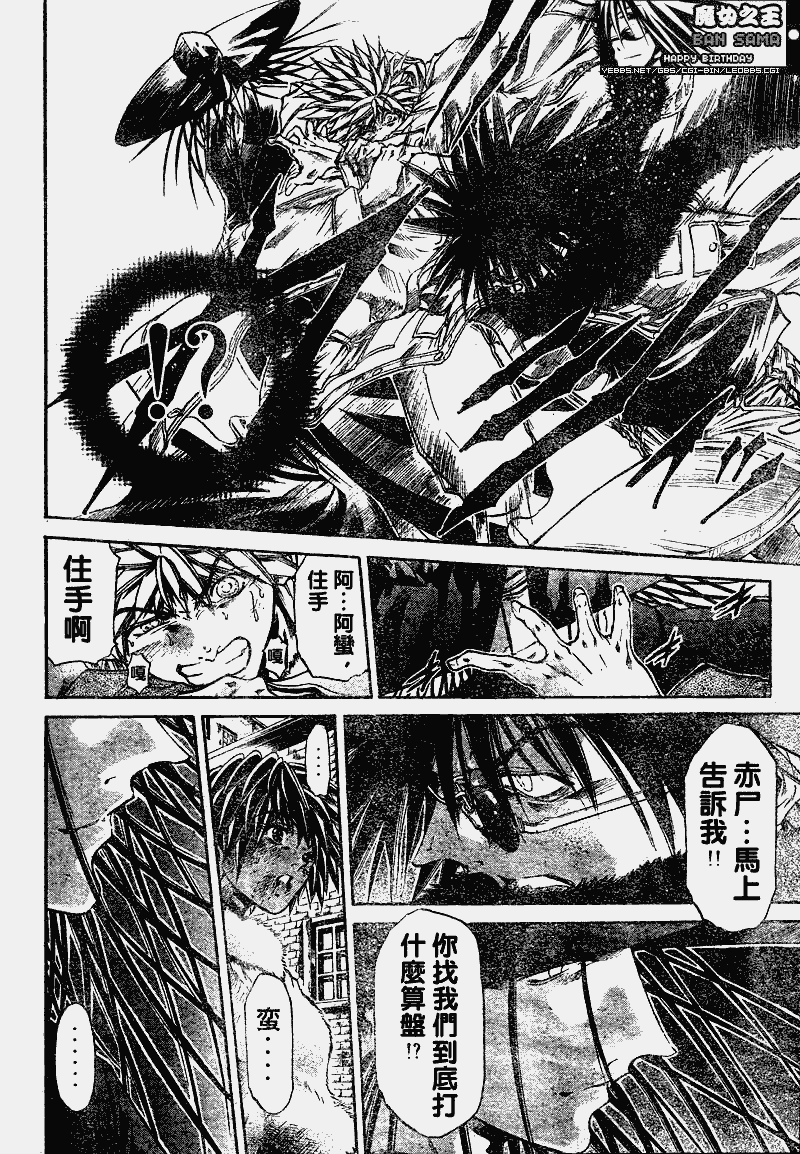 魔女之王
BAN SAMA
HAPPY BIRTHDAY
YEBBS.NET/GBS/CGI-BIN/LEOBBS.CGI
!?
阿…阿蠻,
住手
嘎
嘎
住手啊
赤尸…馬上
告訴我!!
你找我們到底打
什麼算盤!?
····
蛮····
·····